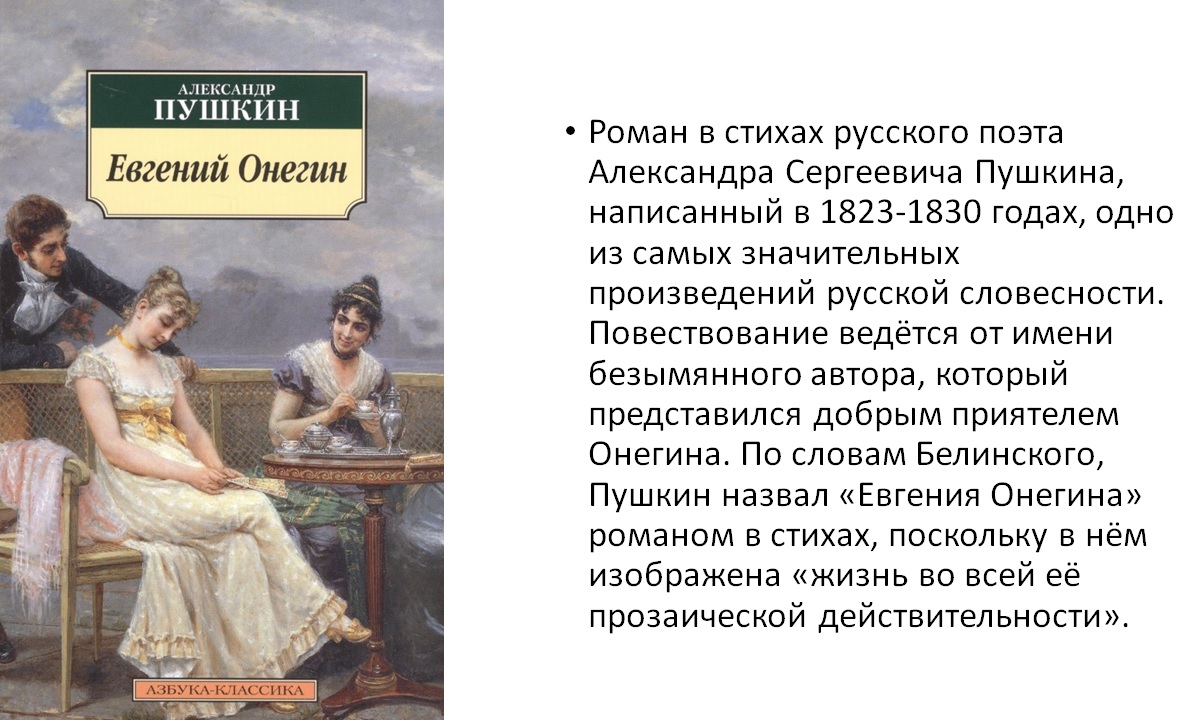 АЛЕКСАНДР
ПУШКИН
Евгений Онегин
АЗБУКА-КЛАССИКА
• Роман в стихах русского поэта
Александра Сергеевича Пушкина,
написанный в 1823-1830 годах, одно
из самых значительных
произведений русской словесности.
Повествование ведётся от имени
безымянного автора, который
представился добрым приятелем
Онегина. По словам Белинского,
Пушкин назвал «Евгения Онегина»
романом в стихах, поскольку в нём
изображена «жизнь во всей её
прозаической действительности».